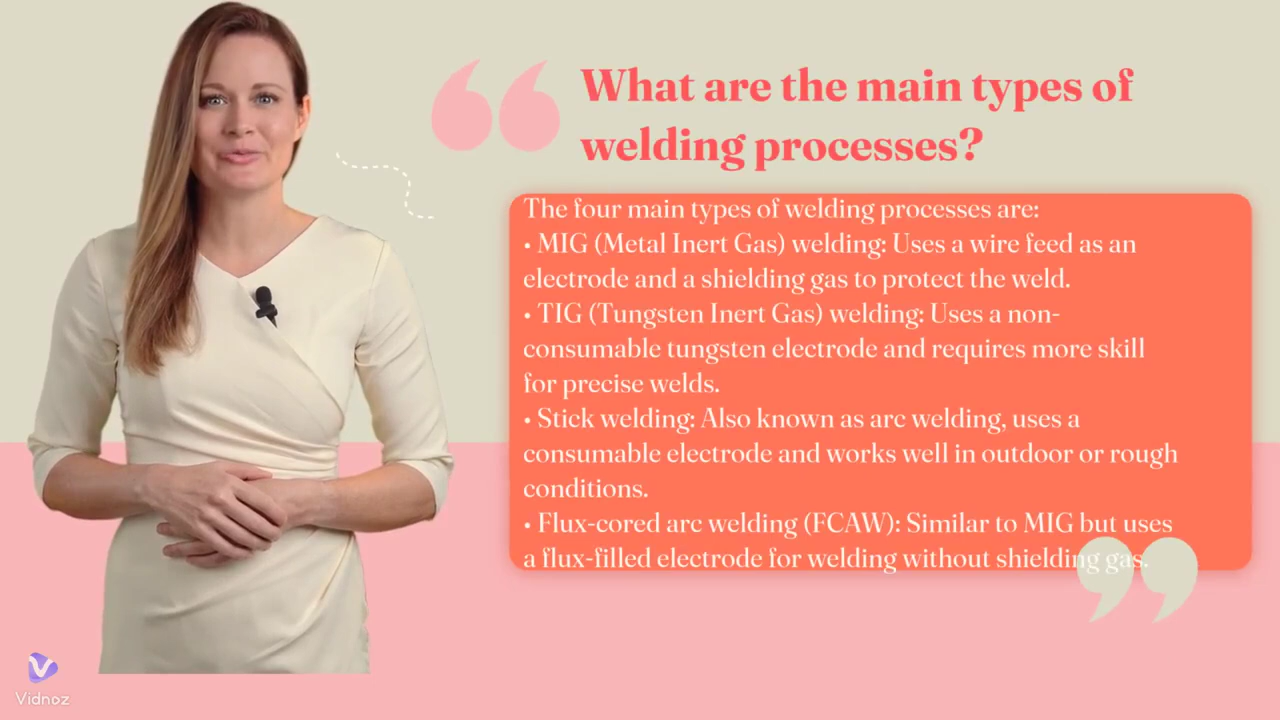 What are the main types of
welding processes?
The four main types of welding processes are:
• MIG (Metal Inert Gas) welding: Uses a wire feed as an
electrode and a shielding gas to protect the weld.
• TIG (Tungsten Inert Gas) welding: Uses a non-
consumable tungsten electrode and requires more skill
for precise welds.
• Stick welding: Also known as arc welding, uses a
consumable electrode and works well in outdoor or rough
conditions.
• Flux-cored arc welding (FCAW): Similar to MIG but uses
a flux-filled electrode for welding without shielding gas.
Vidnoz